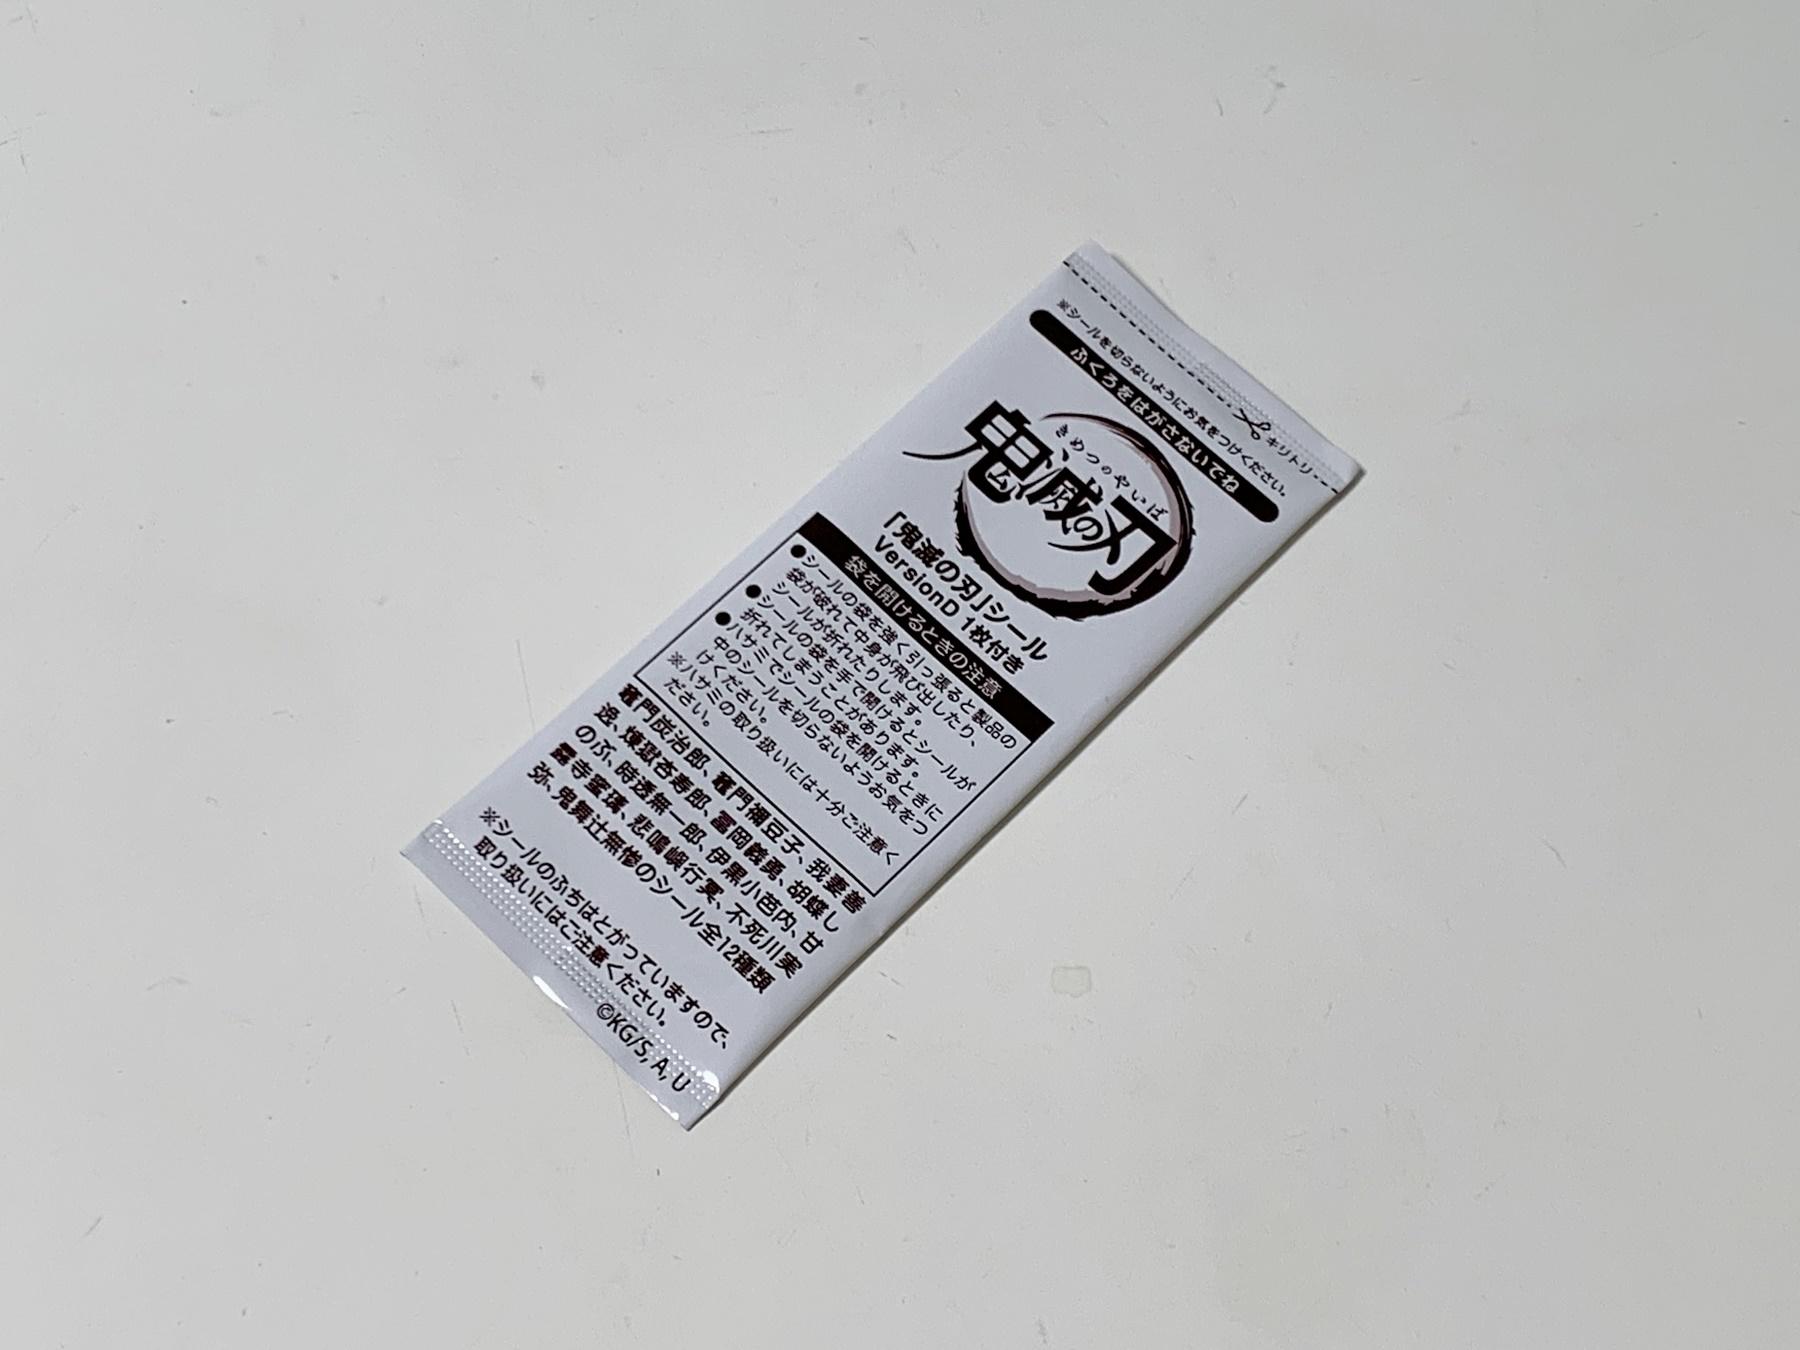 キリトリ
※シールを切らないようにお気をつけください。
ふくろをはがさないでね
きめつのやいば
鬼滅の刃
「鬼滅の刃」シール
VersionD 1枚付き
袋を開けるときの注意
●シールの袋を強く引っ張ると製品の
袋が破れて中身が飛び出したり、
シールが折れたりします。
●シールの袋を手で開けるとシールが
折れてしまうことがあります。
●ハサミでシールの袋を開けるときに
中のシールを切らないようお気をつ
けください。
※ハサミの取り扱いには十分ご注意く
ださい。
竈門炭治郎、竈門禰豆子、我妻善
逸、煉獄杏寿郎、冨岡義勇、胡蝶し
のぶ、時透無一郎、伊黒小芭内、甘
露寺蜜璃、悲鳴嶼行冥、不死川実
弥、鬼舞辻無惨のシール全12種類
※シールのふちはとがっていますので、
取り扱いにはご注意ください。
©KG/S, A, U